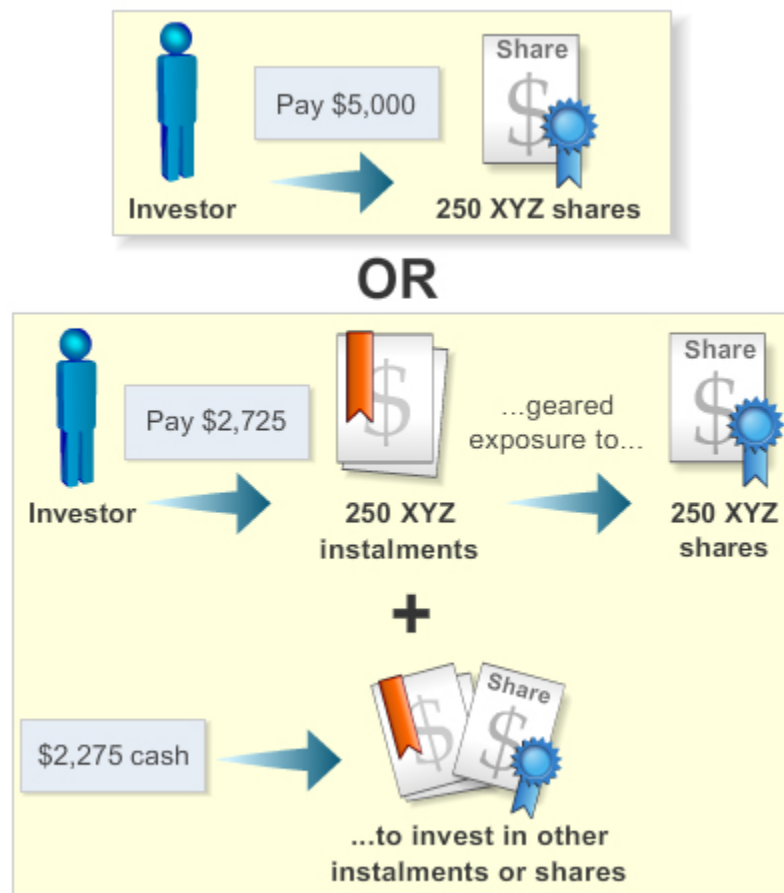 Share
$
Pay $5,000
Investor
250 XYZ shares
OR
Share
$
$
Pay $2,725
...geared
exposure to...
Investor
250 XYZ
instalments
250 XYZ
shares
+
Share
$
$
$2,275 cash
...to invest in other
instalments or shares